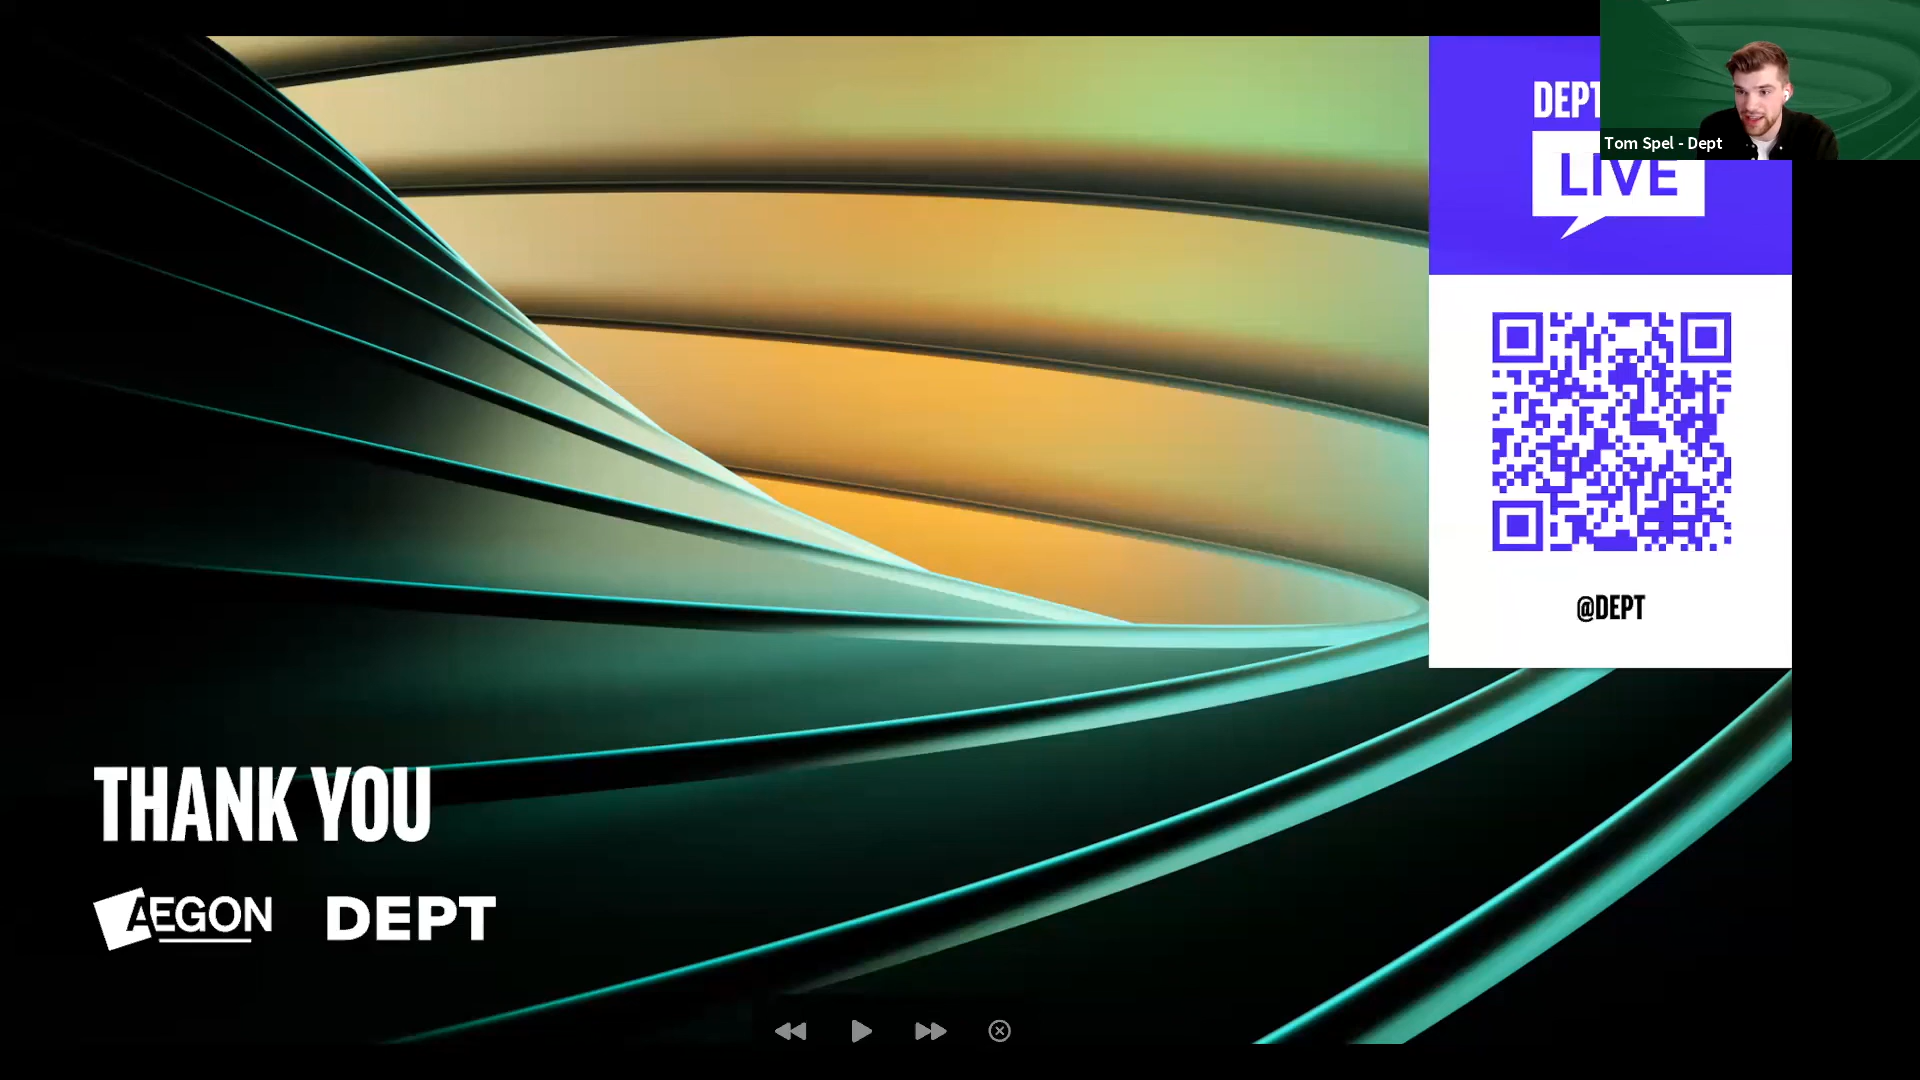 DEPT
LIVE
Tom Spel - Dept
@DEPT
THANK YOU
AEGON
DEPT